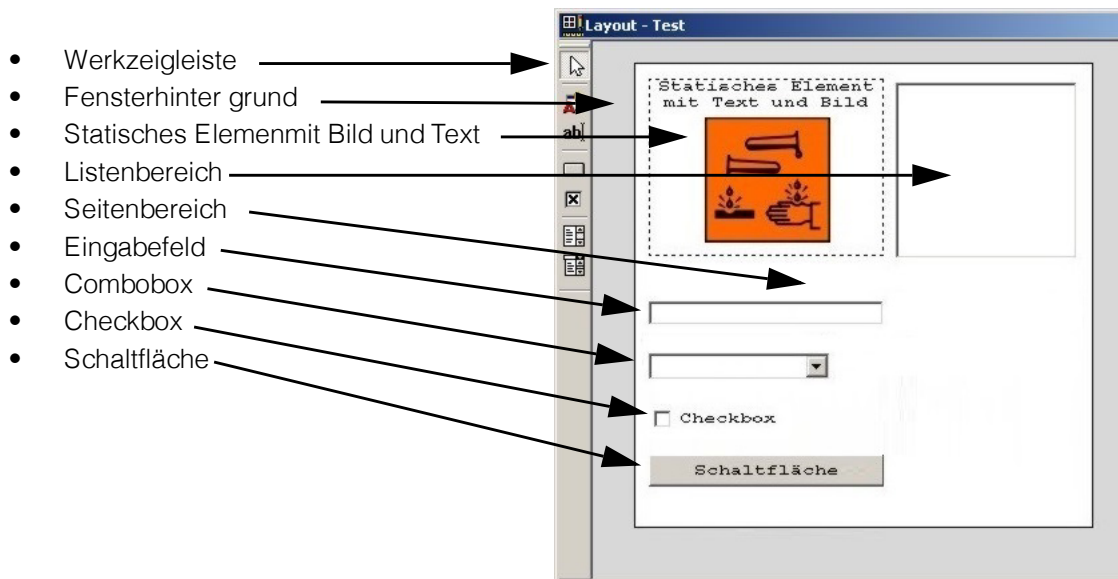 Layout - Test
• Werkzeigleiste
• Fensterhinter grund
• Statisches Elemenmit Bild und Text
• Listenbereich
• Seitenbereich
• Eingabefeld
• Combobox
• Checkbox
• Schaltfläche
ab
Statisches Element
mit Text und Bild
Checkbox
Schaltfläche